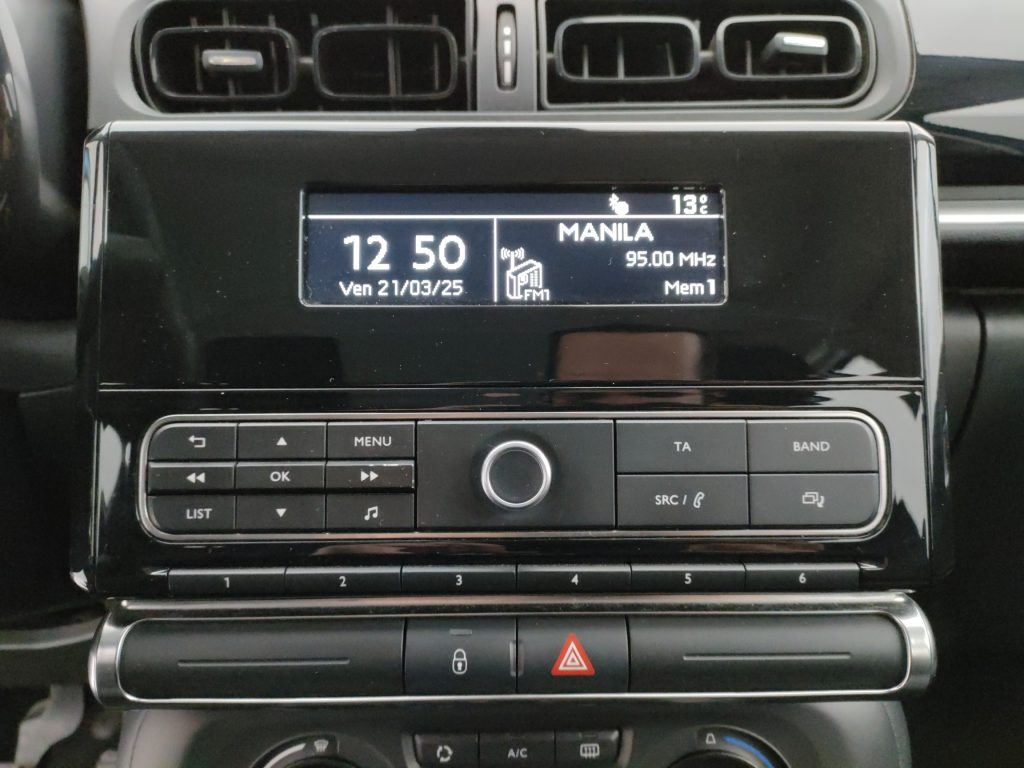 13°C
12 50
MANILA
95.00 MHz
Ven 21/03/25
FM1
Mem 1
MENU
TA
BAND
OK
LIST
SRC /
1 2 3 4 5 6
A/C